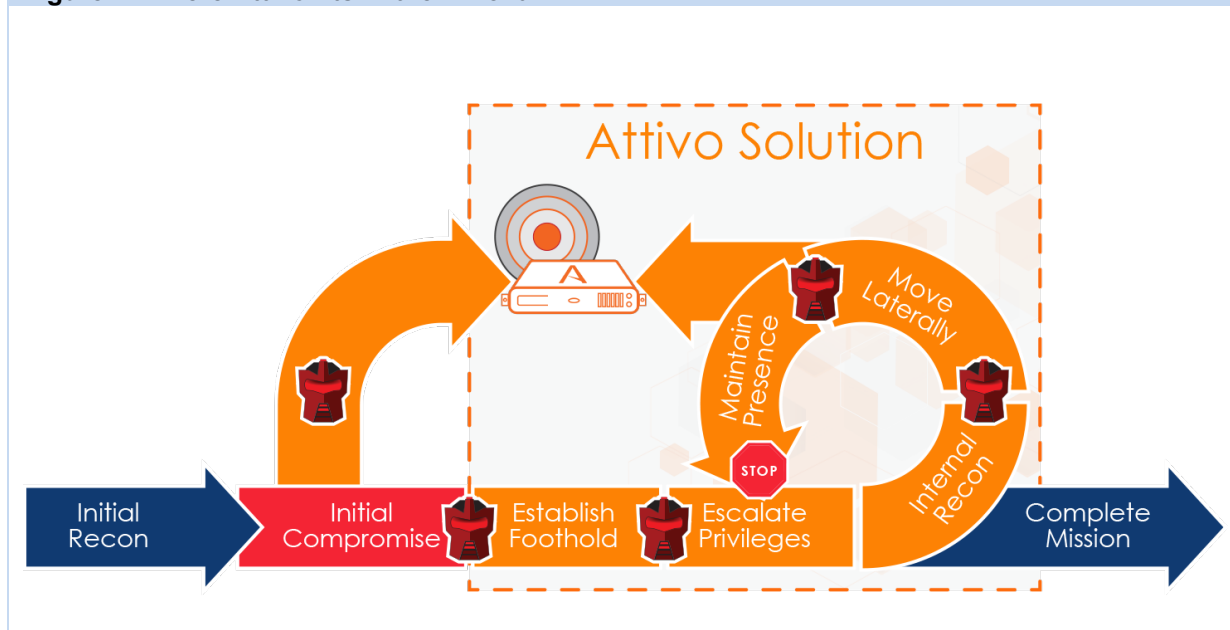 Attivo Solution
Move
Laterally
Maintain
Presence
STOP
Internal
Recon
Initial
Recon
Initial
Compromise
Establish
Foothold
Escalate
Privileges
Complete
Mission